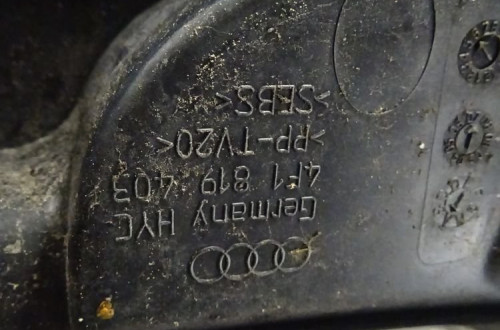 Germany HYC
4F1 819 403
>PP-TV20<
>SEBS<